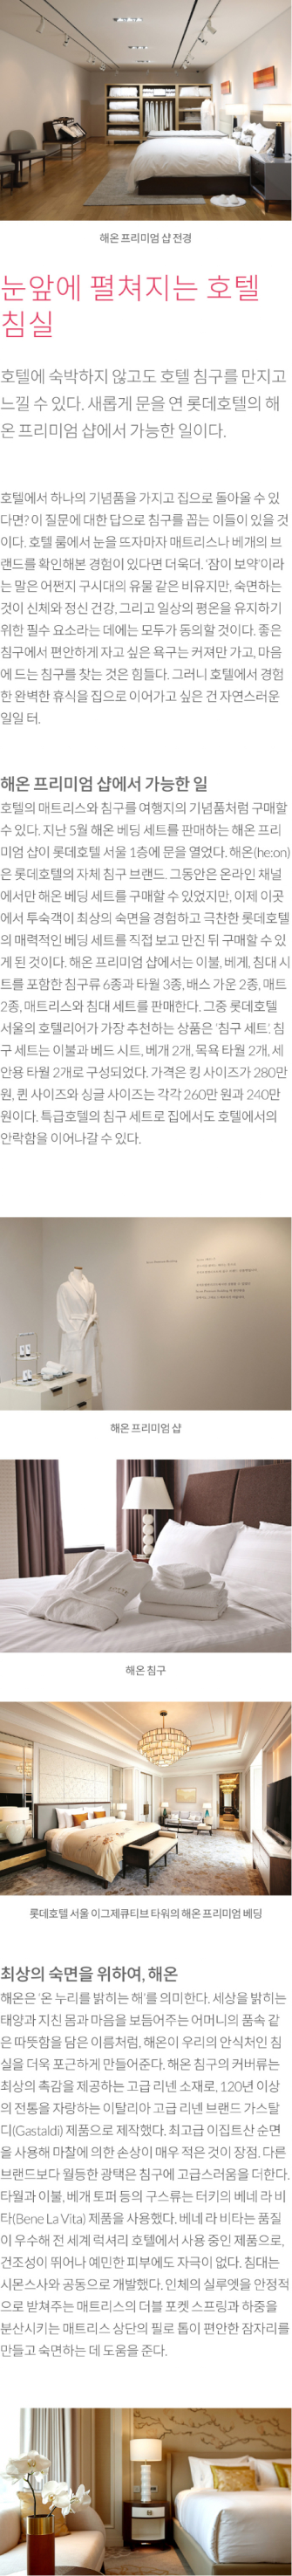 해온 프리미엄 샵 전경
눈앞에 펼쳐지는 호텔
침실
호텔에 숙박하지 않고도 호텔 침구를 만지고
느낄 수 있다. 새롭게 문을 연 롯데호텔의 해
온 프리미엄 샵에서 가능한 일이다.
호텔에서 하나의 기념품을 가지고 집으로 돌아올 수 있
다면? 이 질문에 대한 답으로 침구를 꼽는 이들이 있을 것
이다. 호텔 룸에서 눈을 뜨자마자 매트리스나 베개의 브
랜드를 확인해본 경험이 있다면 더욱더. '잠이 보약'이라
는 말은 어쩐지 구시대의 유물 같은 비유지만, 숙면하는
것이 신체와 정신 건강, 그리고 일상의 평온을 유지하기
위한 필수 요소라는 데에는 모두가 동의할 것이다. 좋은
침구에서 편안하게 자고 싶은 욕구는 커져만 가고, 마음
에 드는 침구를 찾는 것은 힘들다. 그러니 호텔에서 경험
한 완벽한 휴식을 집으로 이어가고 싶은 건 자연스러운
일일 터.
해온 프리미엄 샵에서 가능한 일
호텔의 매트리스와 침구를 여행지의 기념품처럼 구매할
수 있다. 지난 5월 해온 베딩 세트를 판매하는 해온 프리
미엄 샵이 롯데호텔 서울 1층에 문을 열었다. 해온(he:on)
은 롯데호텔의 자체 침구 브랜드. 그동안은 온라인 채널
에서만 해온 베딩 세트를 구매할 수 있었지만, 이제 이곳
에서 투숙객이 최상의 숙면을 경험하고 극찬한 롯데호텔
의 매력적인 베딩 세트를 직접 보고 만진 뒤 구매할 수 있
게 된 것이다. 해온 프리미엄 샵에서는 이불, 베게, 침대 시
트를 포함한 침구류 6종과 타월 3종, 배스 가운 2종, 매트
2종, 매트리스와 침대 세트를 판매한다. 그중 롯데호텔
서울의 호텔리어가 가장 추천하는 상품은 '침구 세트'. 침
구 세트는 이불과 베드 시트, 베개 2개, 목욕 타월 2개, 세
안용 타월 2개로 구성되었다. 가격은 킹 사이즈가 280만
원, 퀸 사이즈와 싱글 사이즈는 각각 260만 원과 240만
원이다. 특급호텔의 침구 세트로 집에서도 호텔에서의
안락함을 이어나갈 수 있다.
해온 프리미엄 샵
해온 침구
롯데호텔 서울 이그제큐티브 타워의 해온 프리미엄 베딩
최상의 숙면을 위하여, 해온
해온은 '온 누리를 밝히는 해'를 의미한다. 세상을 밝히는
태양과 지친 몸과 마음을 보듬어주는 어머니의 품속 같
은 따뜻함을 담은 이름처럼, 해온이 우리의 안식처인 침
실을 더욱 포근하게 만들어준다. 해온 침구의 커버류는
최상의 촉감을 제공하는 고급 리넨 소재로, 120년 이상
의 전통을 자랑하는 이탈리아 고급 리넨 브랜드 가스탈
디(Gastaldi) 제품으로 제작했다. 최고급 이집트산 순면
을 사용해 마찰에 의한 손상이 매우 적은 것이 장점. 다른
브랜드보다 월등한 광택은 침구에 고급스러움을 더한다.
타월과 이불, 베개 토퍼 등의 구스류는 터키의 베네 라 비
타(Bene La Vita) 제품을 사용했다. 베네 라 비타는 품질
이 우수해 전 세계 럭셔리 호텔에서 사용 중인 제품으로,
건조성이 뛰어나 예민한 피부에도 자극이 없다. 침대는
시몬스사와 공동으로 개발했다. 인체의 실루엣을 안정적
으로 받쳐주는 매트리스의 더블 포켓 스프링과 하중을
분산시키는 매트리스 상단의 필로 톱이 편안한 잠자리를
만들고 숙면하는 데 도움을 준다.